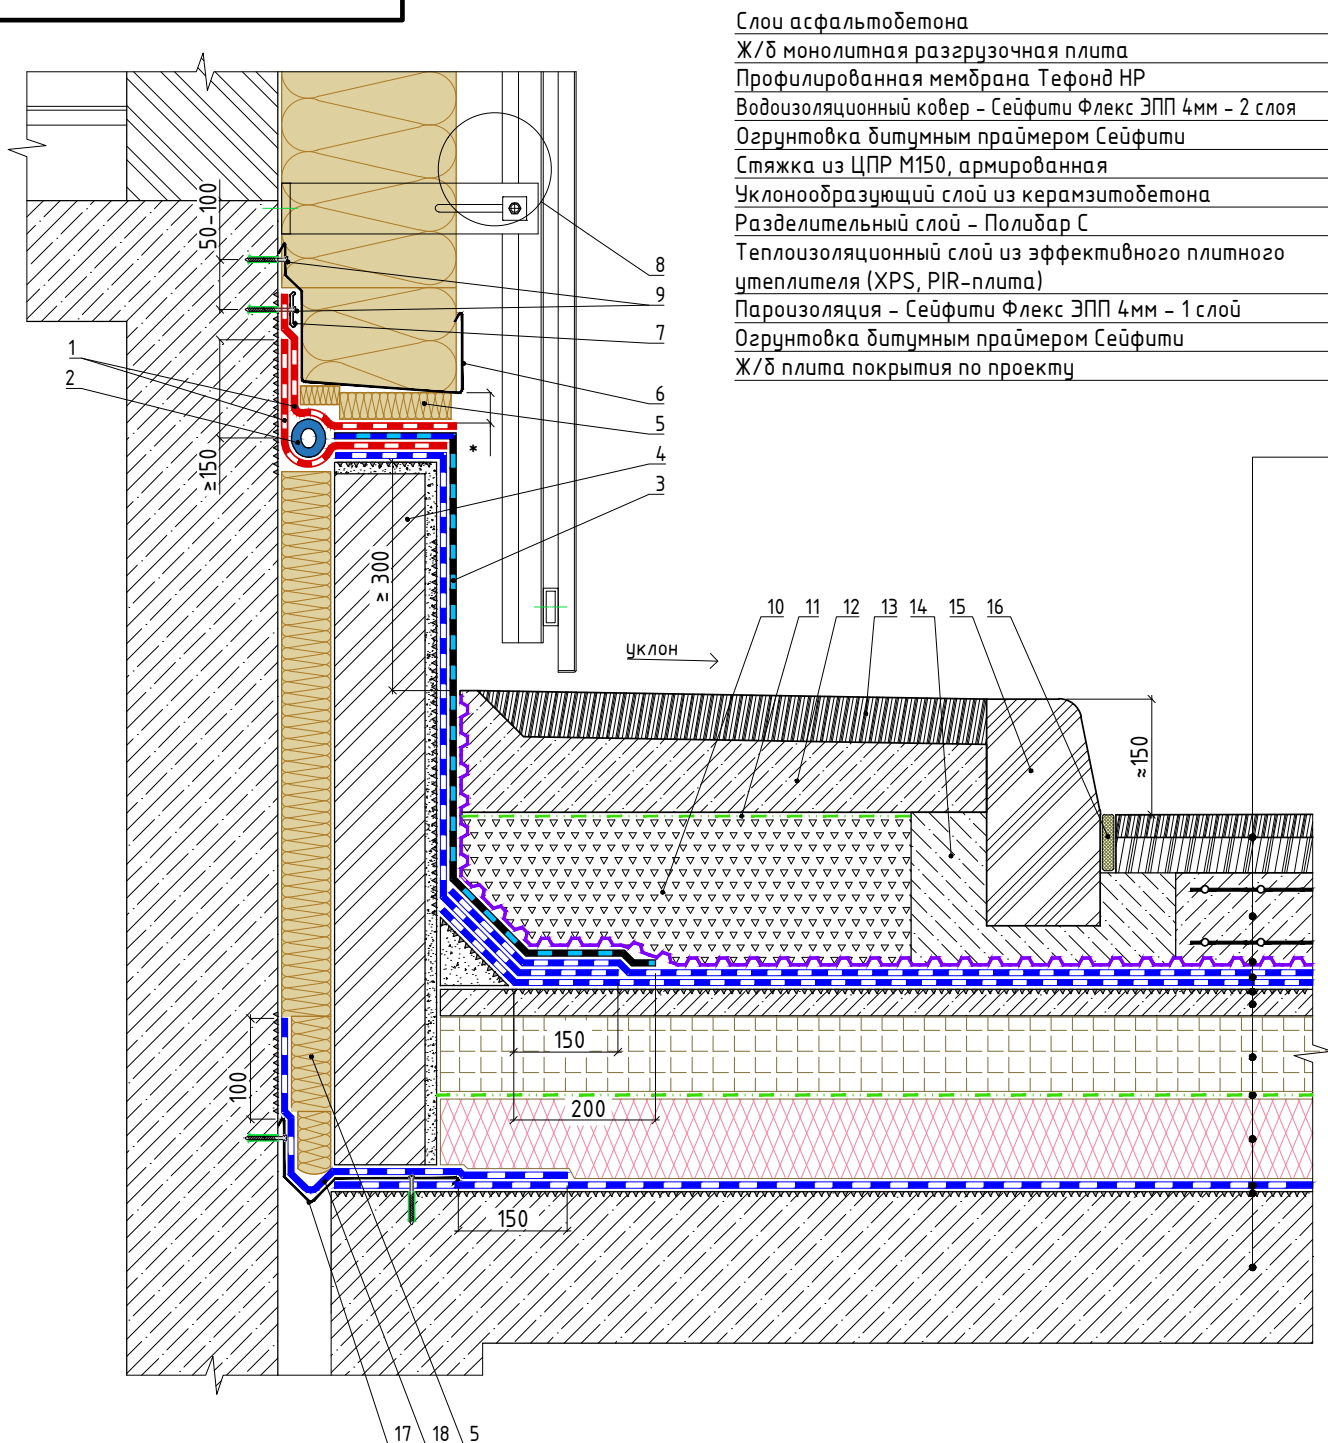 Слои асфальтобетона
Ж/б монолитная разгрузочная плита
Профилированная мембрана Тефонд НР
Водоизоляционный ковер - Сейфити Флекс ЭПП 4мм - 2 слоя
Огрунтовка битумным праймером Сейфити
Стяжка из ЦПР М150, армированная
Уклонообразующий слой из керамзитобетона
Разделительный слой - Полибар С
Теплоизоляционный слой из эффективного плитного
утеплителя (XPS, PIR-плита)
Пароизоляция - Сейфити Флекс ЭПП 4мм - 1 слой
Огрунтовка битумным праймером Сейфити
Ж/б плита покрытия по проекту
50-100
8
9
7
1
2
6
5
*
≥150
4
3
≥ 300
10 11 12 13 14 15 16
уклон
≈150
150
100
200
150
17 18 5